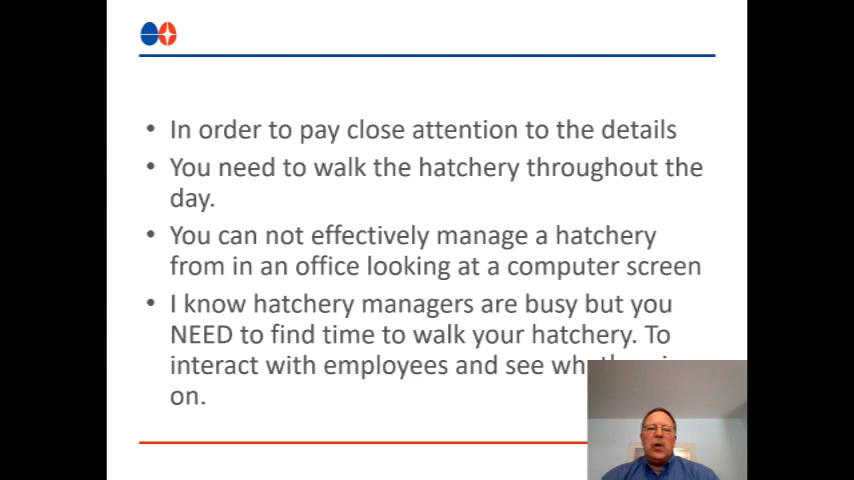 • In order to pay close attention to the details
• You need to walk the hatchery throughout the
day.
• You can not effectively manage a hatchery
from in an office looking at a computer screen
• I know hatchery managers are busy but you
NEED to find time to walk your hatchery. To
interact with employees and see
on.